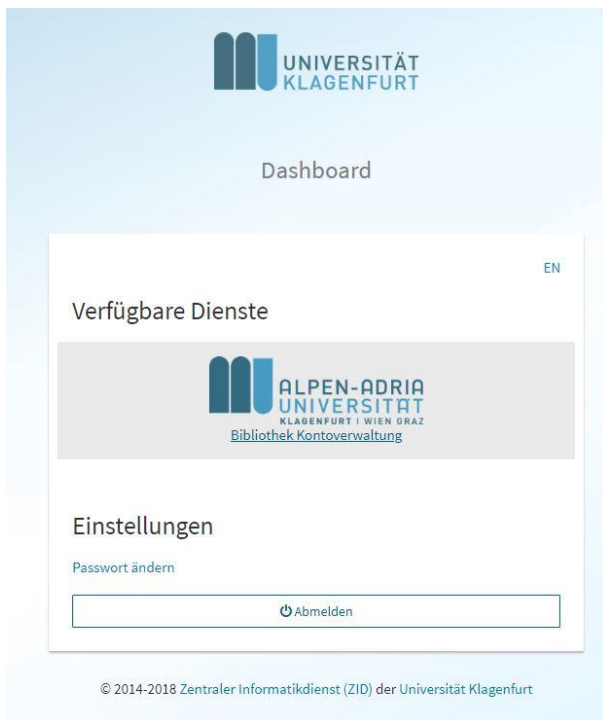 UNIVERSITÄT
KLAGENFURT
Dashboard
EN
Verfügbare Dienste
ALPEN-ADRIA
UNIVERSITÄT
KLAGENFURT I WIEN GRAZ
Bibliothek Kontoverwaltung
Einstellungen
Passwort ändern
Abmelden
© 2014-2018 Zentraler Informatikdienst (ZID) der Universität Klagenfurt